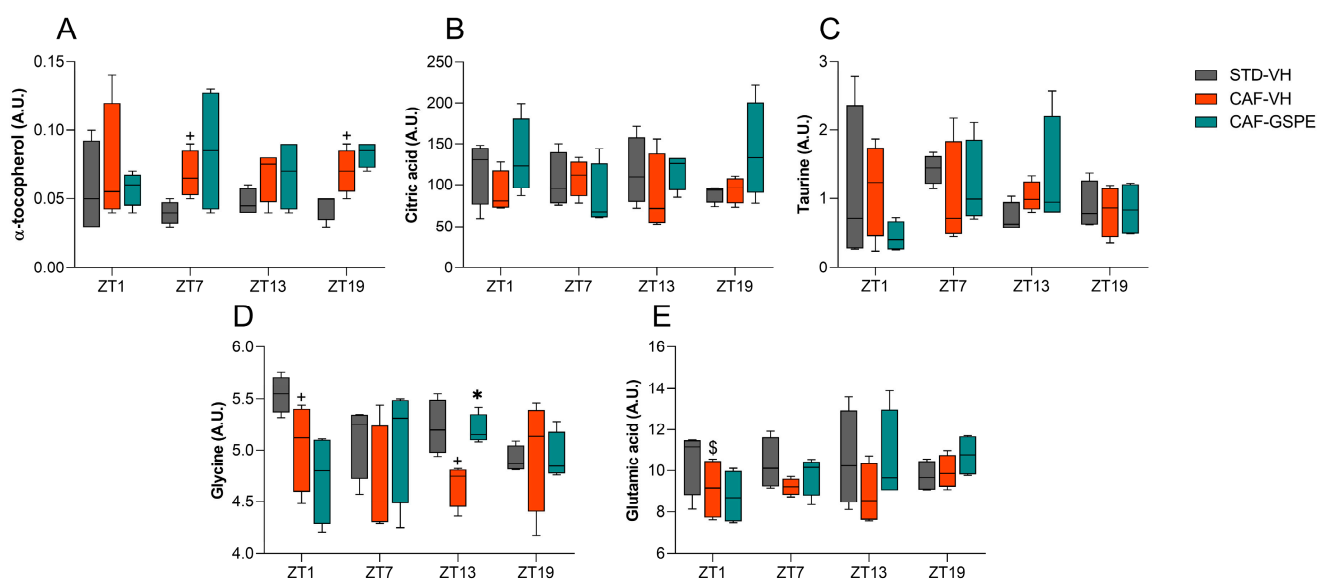 A
B
C
α-tocopherol (A.U.)
0.15
0.10
0.05
0.00
+
+
ZT1 ZT7 ZT13 ZT19
Citric acid (A.U.)
250
200
150
100
50
0
ZT1 ZT7 ZT13 ZT19
Taurine (A.U.)
3
2
1
0
ZT1 ZT7 ZT13 ZT19
STD-VH
CAF-VH
CAF-GSPE
D
E
Glycine (A.U.)
6.0
5.5
5.0
4.5
4.0
+
+
*
ZT1 ZT7 ZT13 ZT19
Glutamic acid (A.U.)
16
14
12
10
8
6
$
ZT1 ZT7 ZT13 ZT19